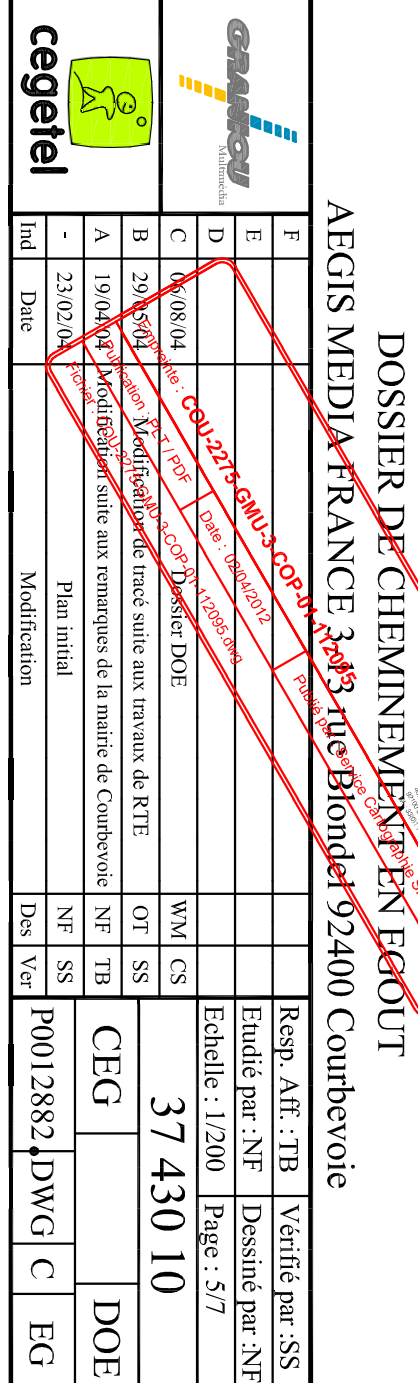 DOSSIER DE CHEMINEMENT EN EGOUT
AEGIS MEDIA FRANCE 3-13 rue Blondel 92400 Courbevoie
GRANIOU
Multimédia
cegetel
F
E
D
C 06/08/04 Dossier DOE WM CS
B 29/05/04 Modification de tracé suite aux travaux de RTE OT SS
A 19/04/04 Modification suite aux remarques de la mairie de Courbevoie NF TB
- 23/02/04 Plan initial NF SS
Ind Date Modification Des Ver
Resp. Aff. : TB Vérifié par :SS
Etudié par :NF Dessiné par :NF
Echelle : 1/200 Page : 5/7
37 430 10
CEG DOE
P0012882.DWG C EG
Empreinte : COU-2275-GMU-3-COP-01-112095
Publication : PLT / PDF Date : 02/04/2012 Publié par : Service Cartographie
Fichier : COU-2275-GMU-3-COP-01-112095.dwg